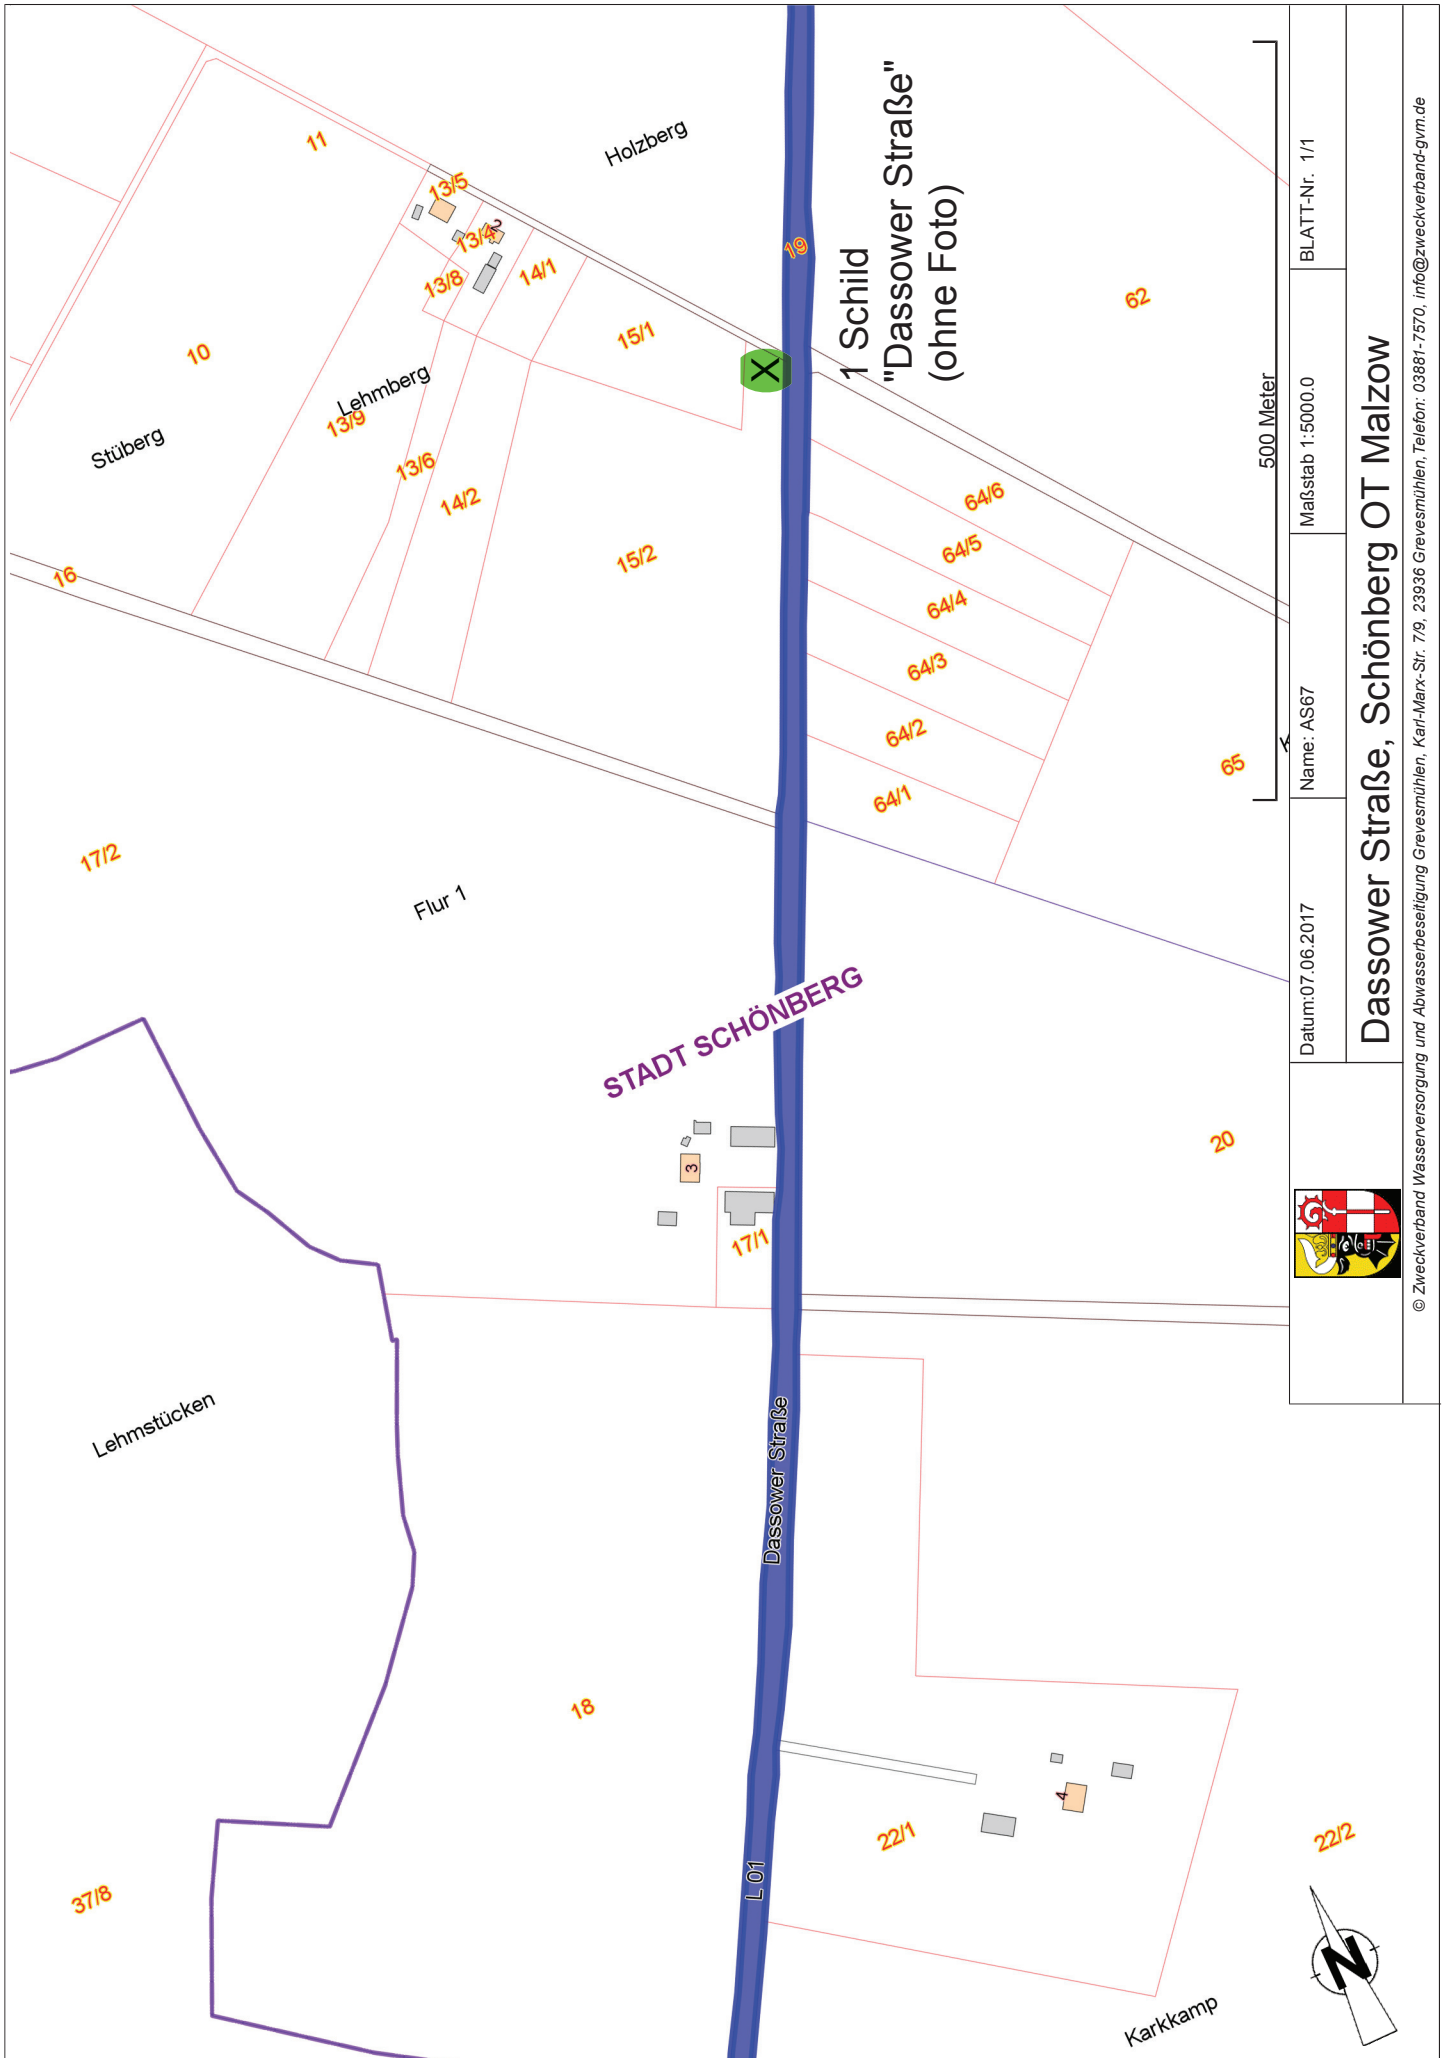 11
Holzberg
13/5
2
13/4
13/8
14/1
19
1 Schild
"Dassower Straße"
(ohne Foto)
62
10
15/1
X
Lehmberg
13/9
Stüberg
13/6
14/2
15/2
16
64/6
64/5
64/4
64/3
64/2
64/1
65
500 Meter
17/2
Flur 1
STADT SCHÖNBERG
3
17/1
20
Lehmstücken
Dassower Straße
18
L 01
4
22/1
22/2
37/8
Karkkamp
N
Datum:07.06.2017
Name: AS67
Maßstab 1:5000.0
BLATT-Nr. 1/1
Dassower Straße, Schönberg OT Malzow
© Zweckverband Wasserversorgung und Abwasserbeseitigung Grevesmühlen, Karl-Marx-Str. 7/9, 23936 Grevesmühlen,Telefon: 03881-7570, info@zweckverband-gvm.de